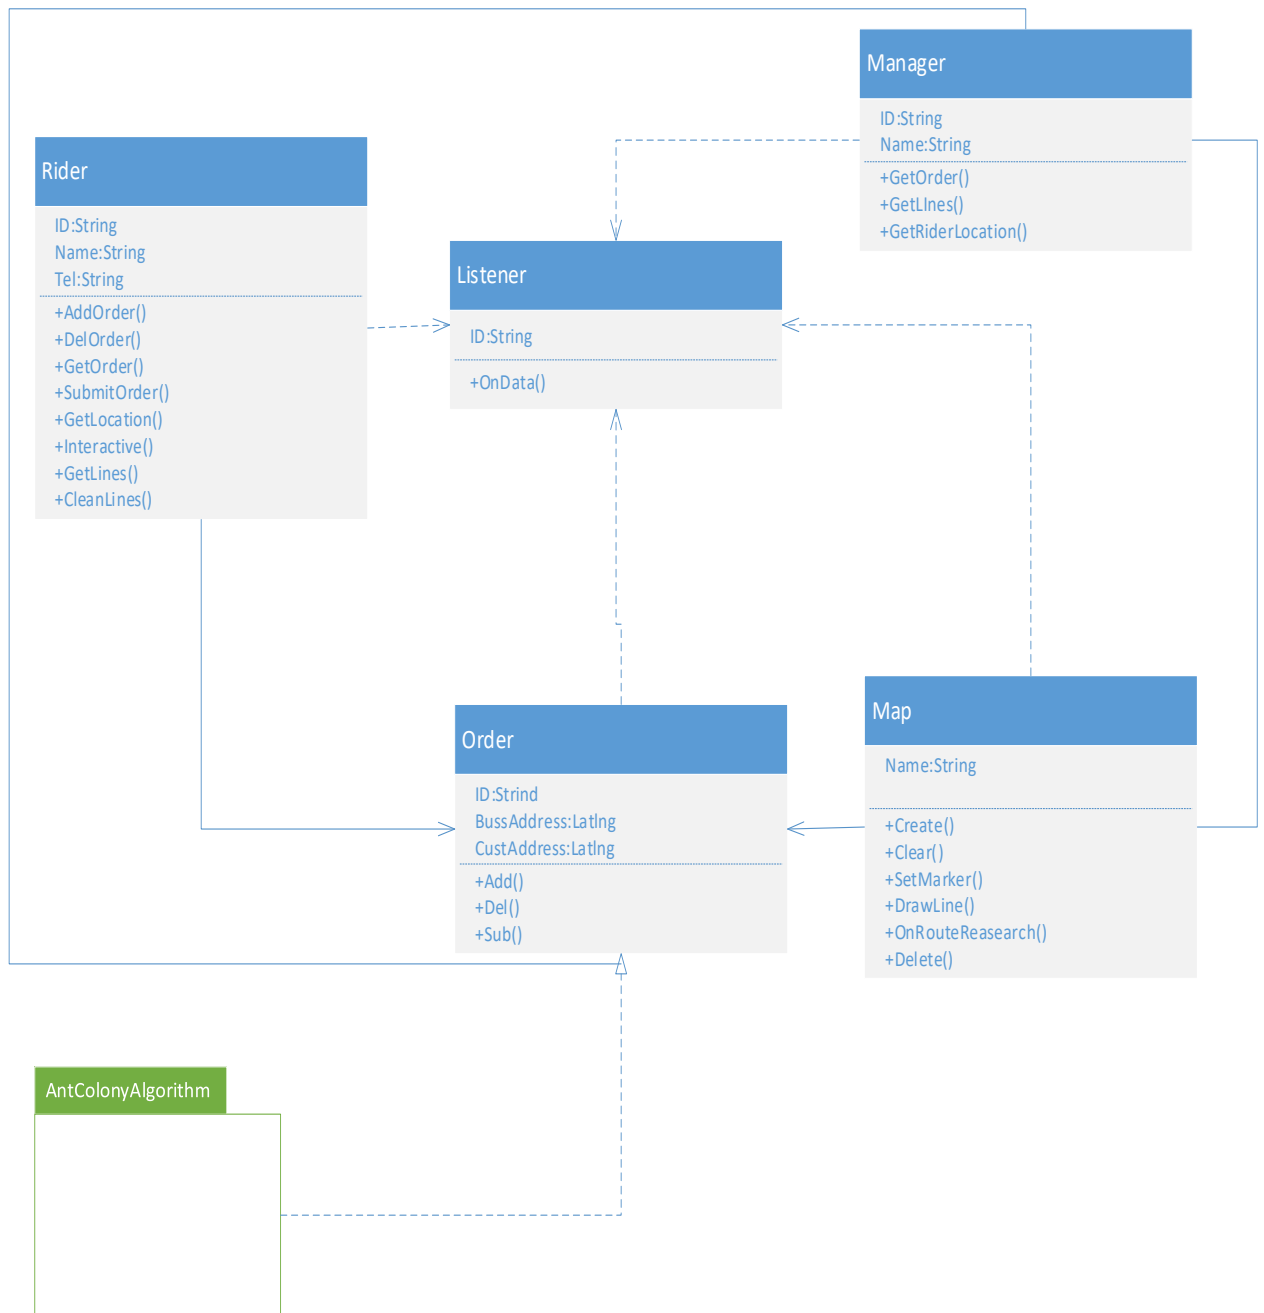 Manager
ID:String
Name:String
+GetOrder()
+GetLInes()
+GetRiderLocation()
Rider
ID:String
Name:String
Tel:String
+AddOrder()
+DelOrder()
+GetOrder()
+SubmitOrder()
+GetLocation()
+Interactive()
+GetLines()
+CleanLines()
Listener
ID:String
+OnData()
Order
ID:Strind
BussAddress:Latlng
CustAddress:Latlng
+Add()
+Del()
+Sub()
Map
Name:String
+Create()
+Clear()
+SetMarker()
+DrawLine()
+OnRouteReasearch()
+Delete()
AntColonyAlgorithm